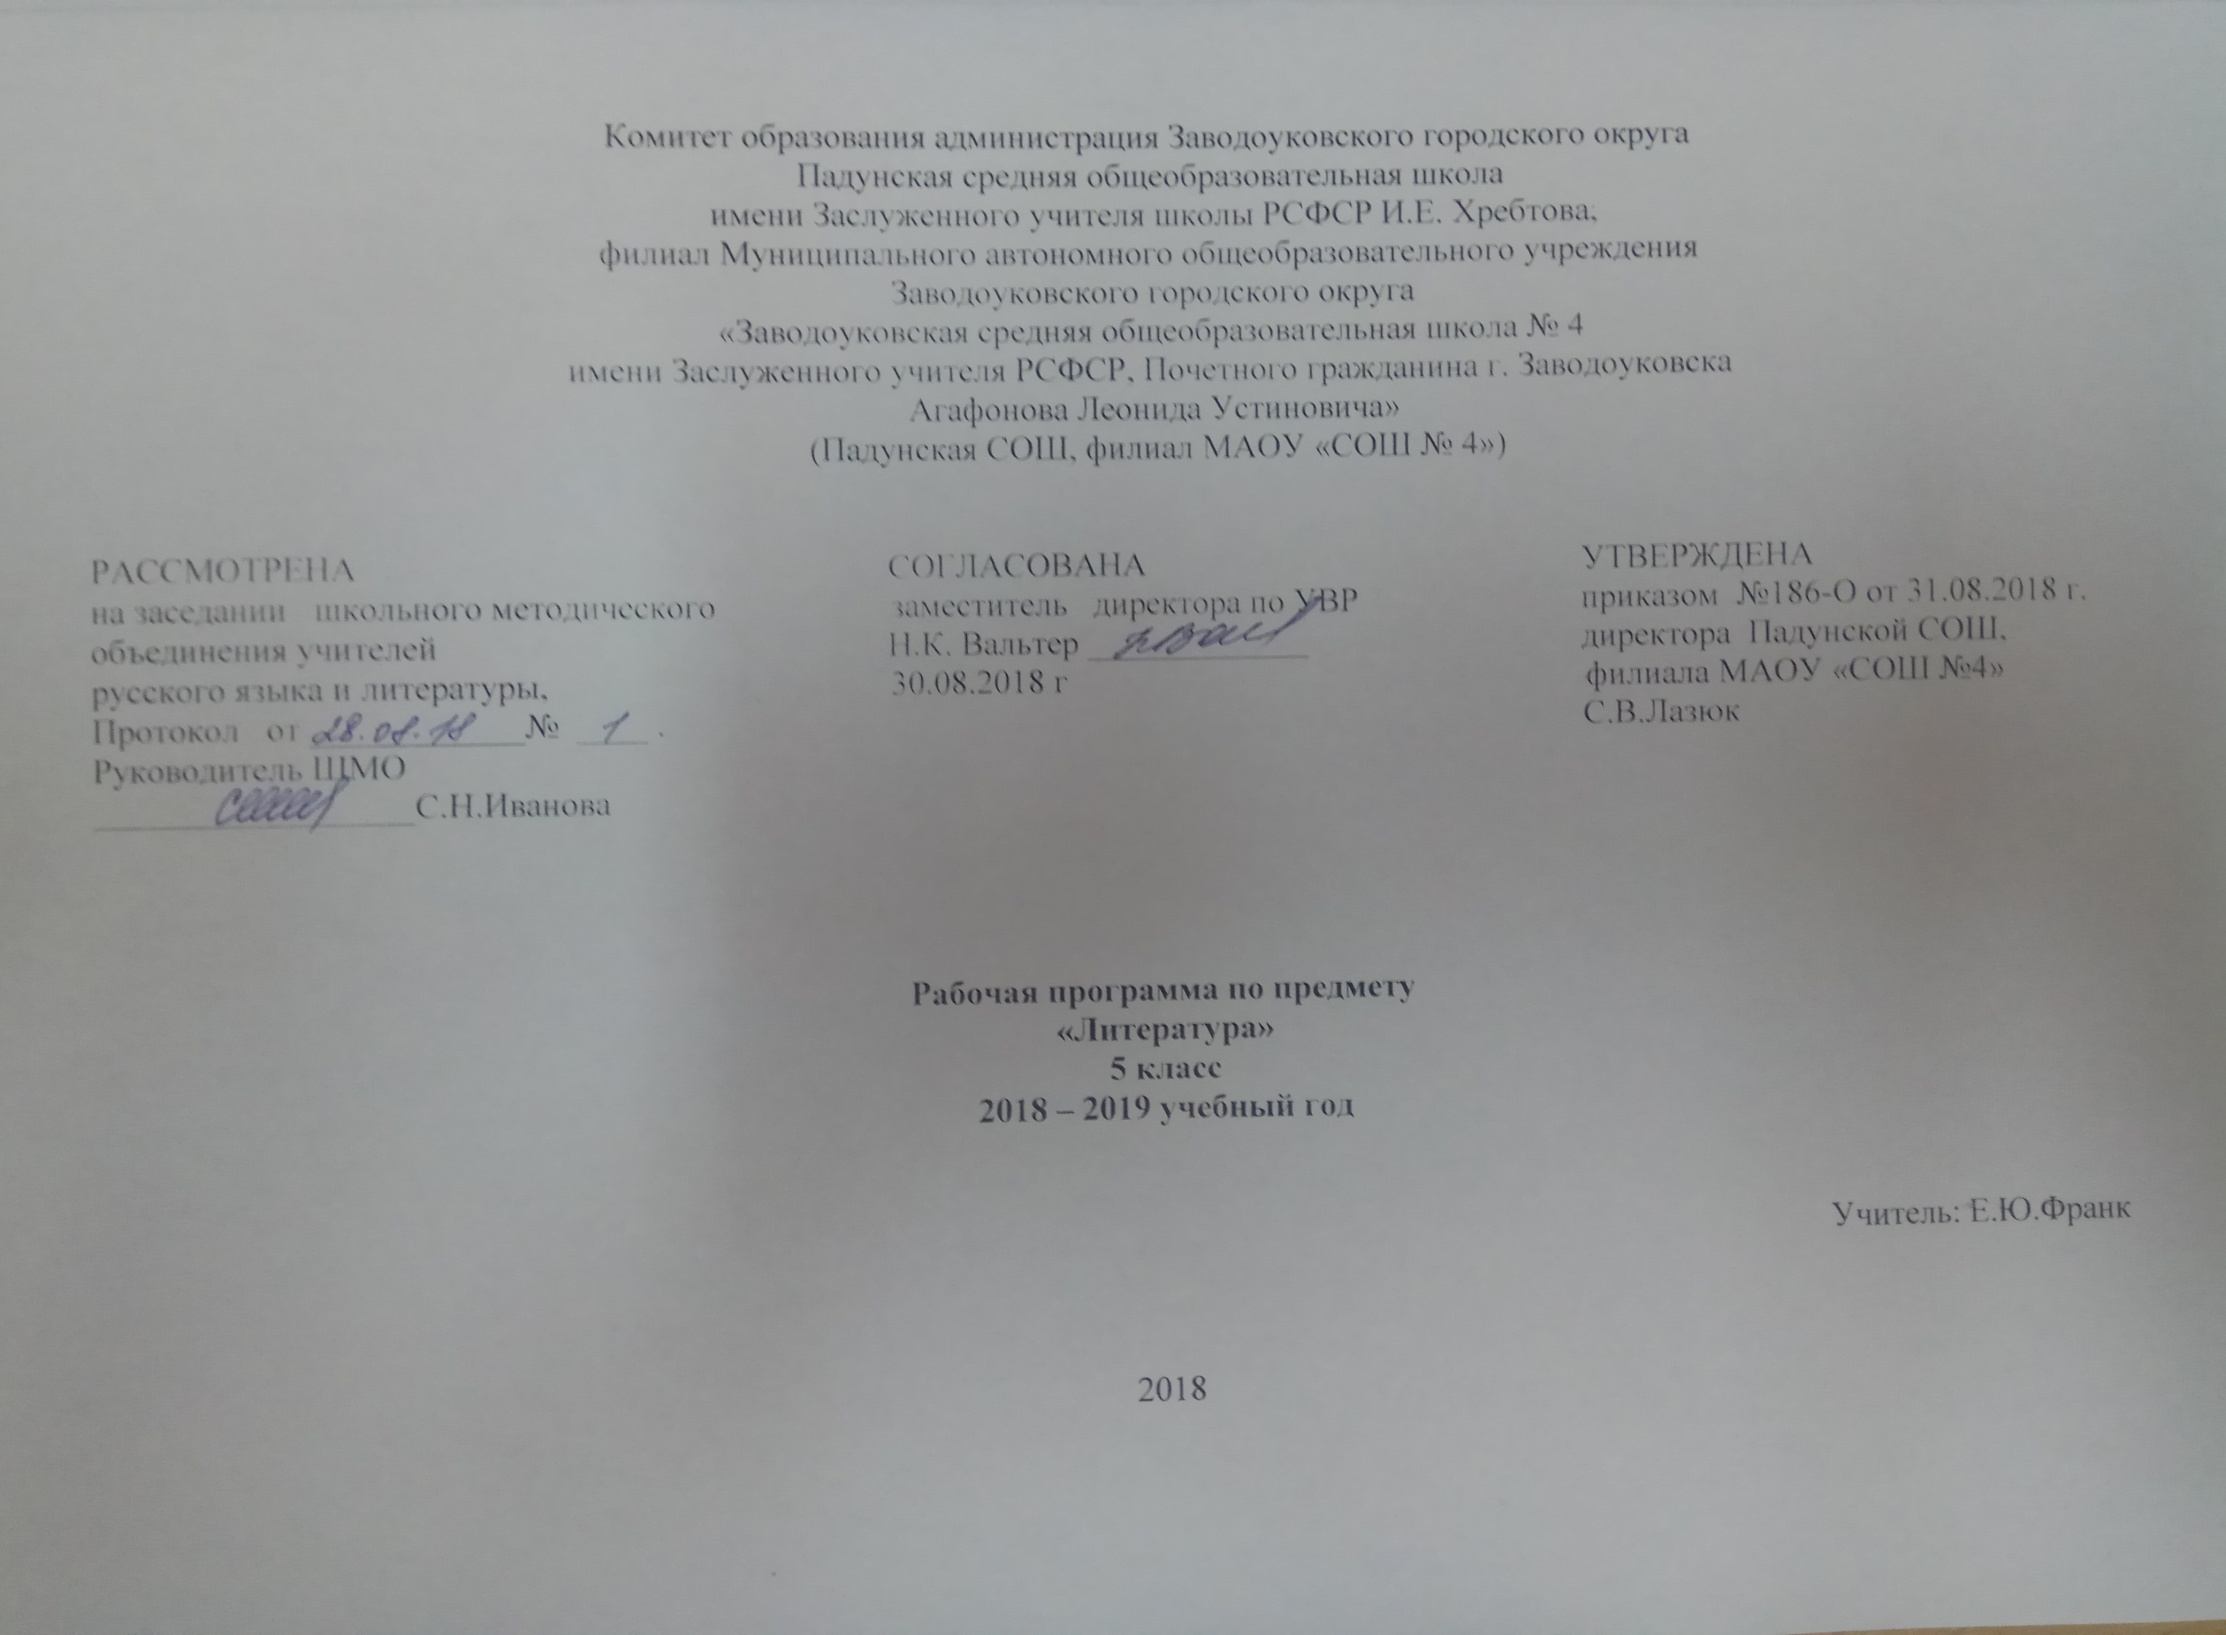 Комитет образования администрация Заводоуковского городского округа
Падунская средняя общеобразовательная школа
имени Заслуженного учителя школы РСФСР И.Е. Хребтова;
филиал Муниципального автономного общеобразовательного учреждения
Заводоуковского городского округа
«Заводоуковская средняя общеобразовательная школа № 4
имени Заслуженного учителя РСФСР, Почетного гражданина г. Заводоуковска
Агафонова Леонида Устиновича»
(Падунская СОШ, филиал МАОУ «СОШ № 4»)
РАССМОТРЕНА
на заседании школьного методического
объединения учителей
русского языка и литературы,
Протокол от 28.08.18 № 1 .
Руководитель ШМО
С.Н.Иванова
СОГЛАСОВАНА
заместитель директора по УВР
Н.К. Вальтер
30.08.2018 г
УТВЕРЖДЕНА
приказом №186-О от 31.08.2018 г.
директора Падунской СОШ,
филиала МАОУ «СОШ №4»
С.В.Лазюк
Рабочая программа по предмету
«Литература»
5 класс
2018 – 2019 учебный год
Учитель: Е.Ю.Франк
2018